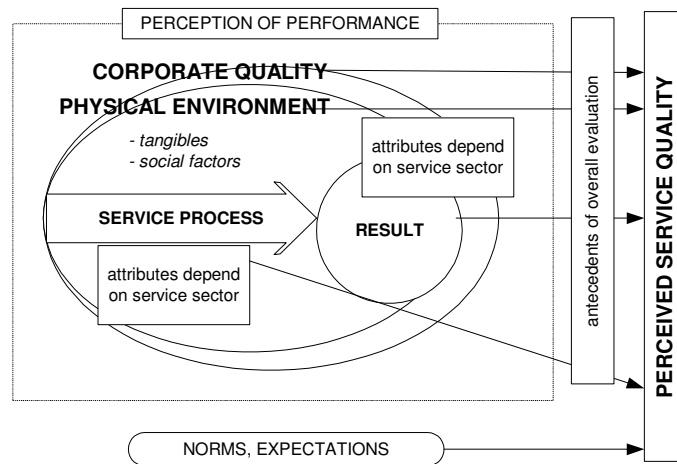 PERCEPTION OF PERFORMANCE
CORPORATE QUALITY
PHYSICAL ENVIRONMENT
- tangibles
- social factors
attributes depend
on service sector
SERVICE PROCESS
RESULT
attributes depend
on service sector
NORMS, EXPECTATIONS
antecedents of overall evaluation
PERCEIVED SERVICE QUALITY